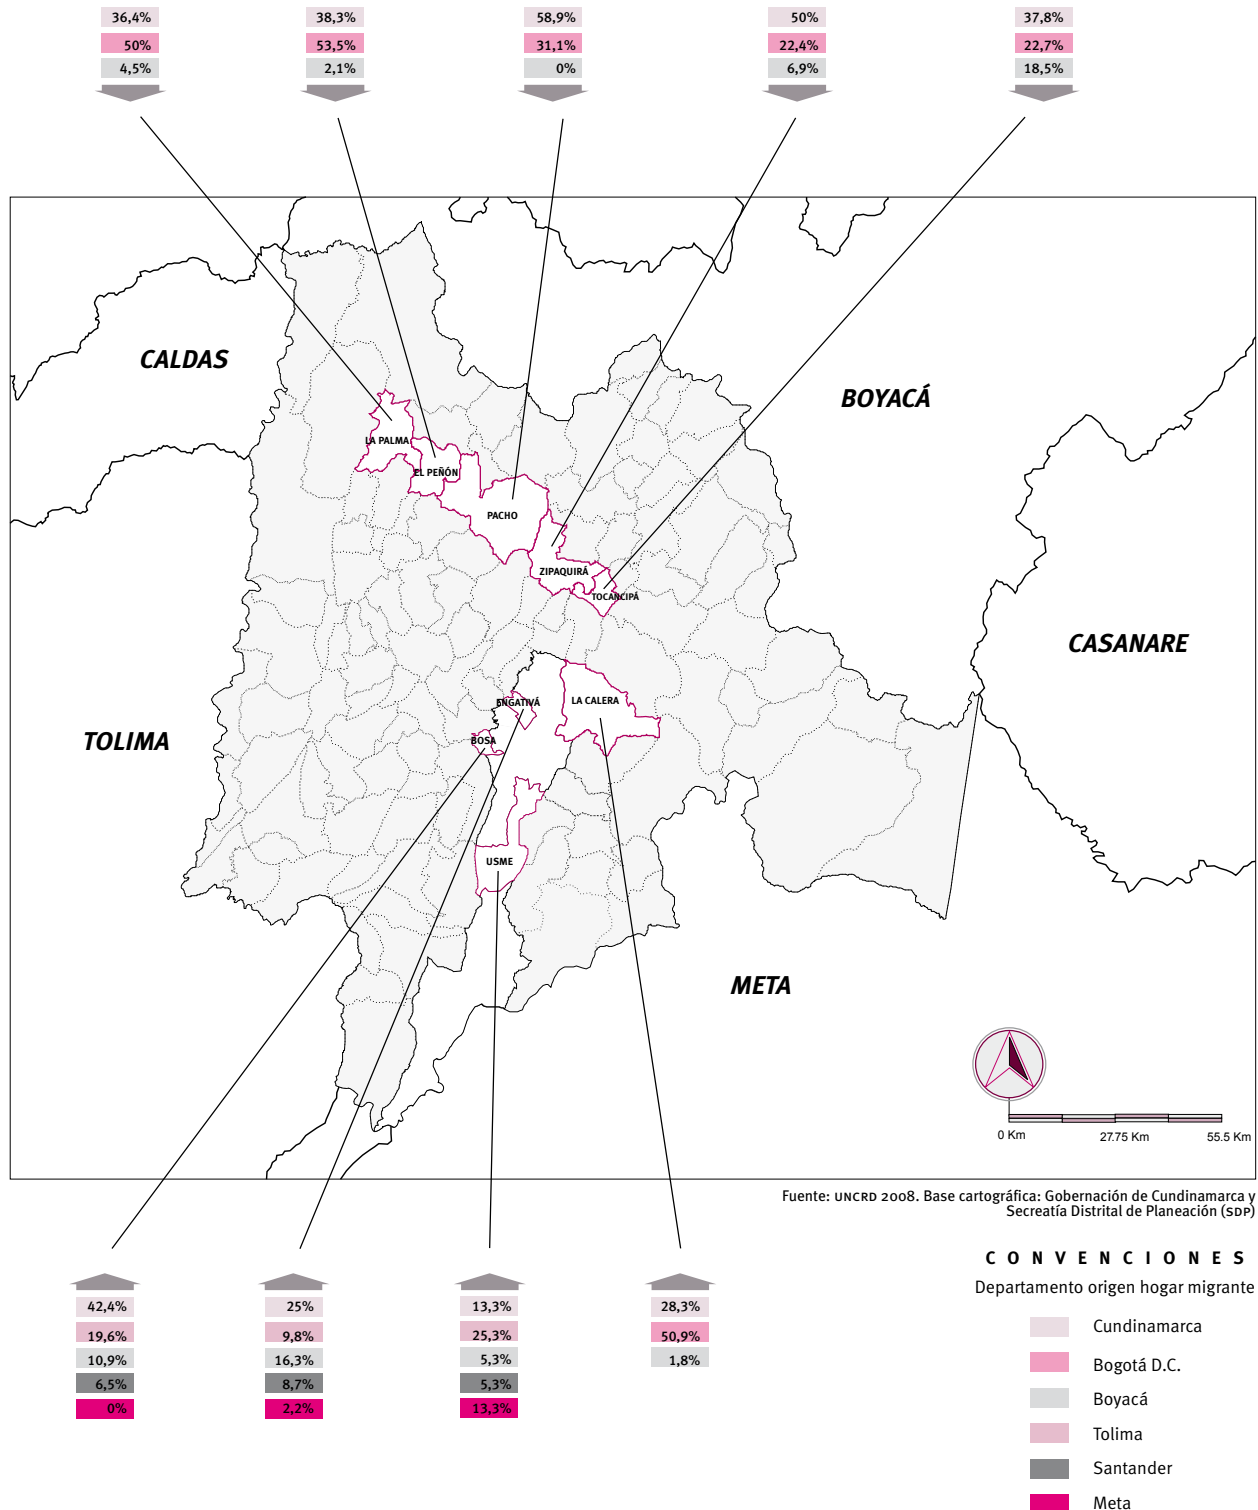 36,4% 38,3% 58,9% 50% 37,8%
50% 53,5% 31,1% 22,4% 22,7%
4,5% 2,1% 0% 6,9% 18,5%
CALDAS
BOYACÁ
LA PALMA
EL PEÑÓN
PACHO
ZIPAQUIRÁ
TOCANCIPÁ
CASANARE
ENGATIVÁ
LA CALERA
TOLIMA
BOSA
USME
META
0 Km 27.75 Km 55.5 Km
Fuente: UNCRD 2008. Base cartográfica: Gobernación de Cundinamarca y
Secreatía Distrital de Planeación (SDP)
42,4% 25% 13,3% 28,3%
19,6% 9,8% 25,3% 50,9%
10,9% 16,3% 5,3% 1,8%
6,5% 8,7% 5,3%
0% 2,2% 13,3%
CONVENCIONES
Departamento origen hogar migrante
Cundinamarca
Bogotá D.C.
Boyacá
Tolima
Santander
Meta